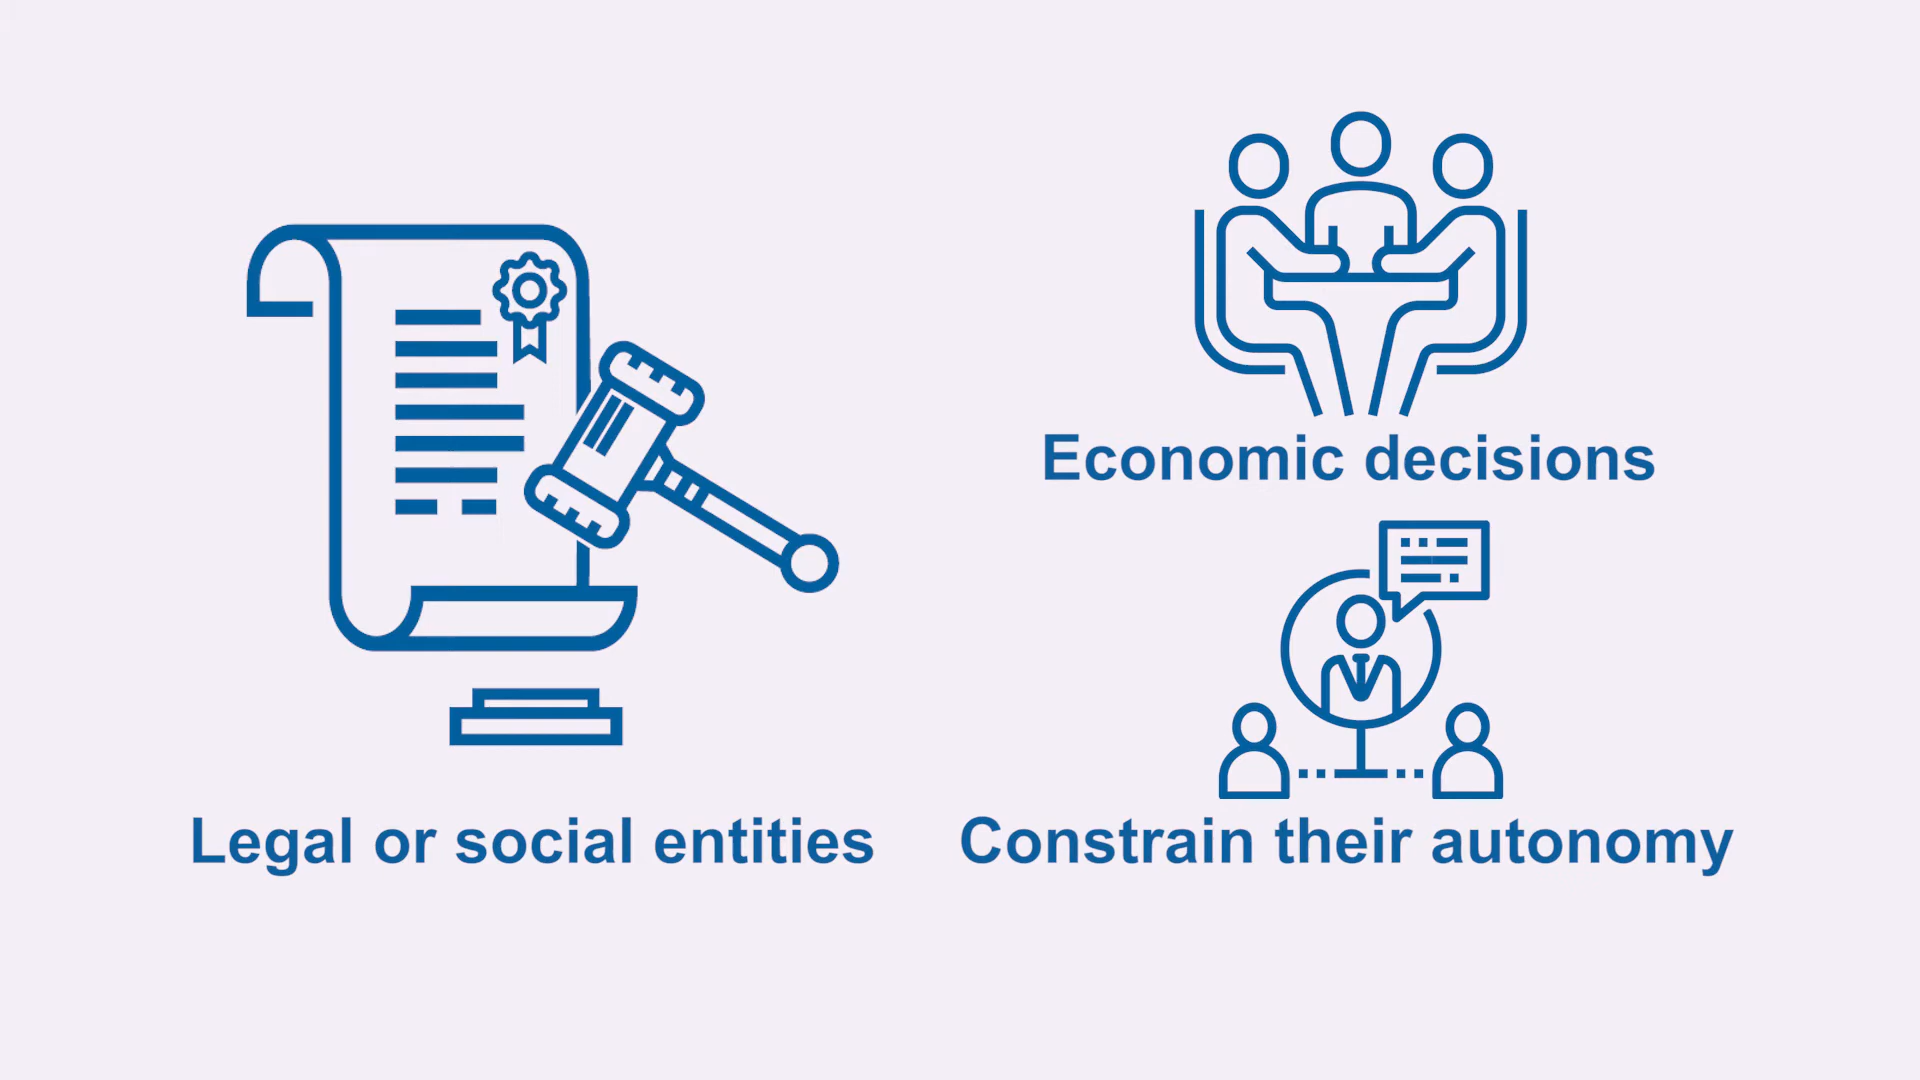 Economic decisions
Legal or social entities
Constrain their autonomy